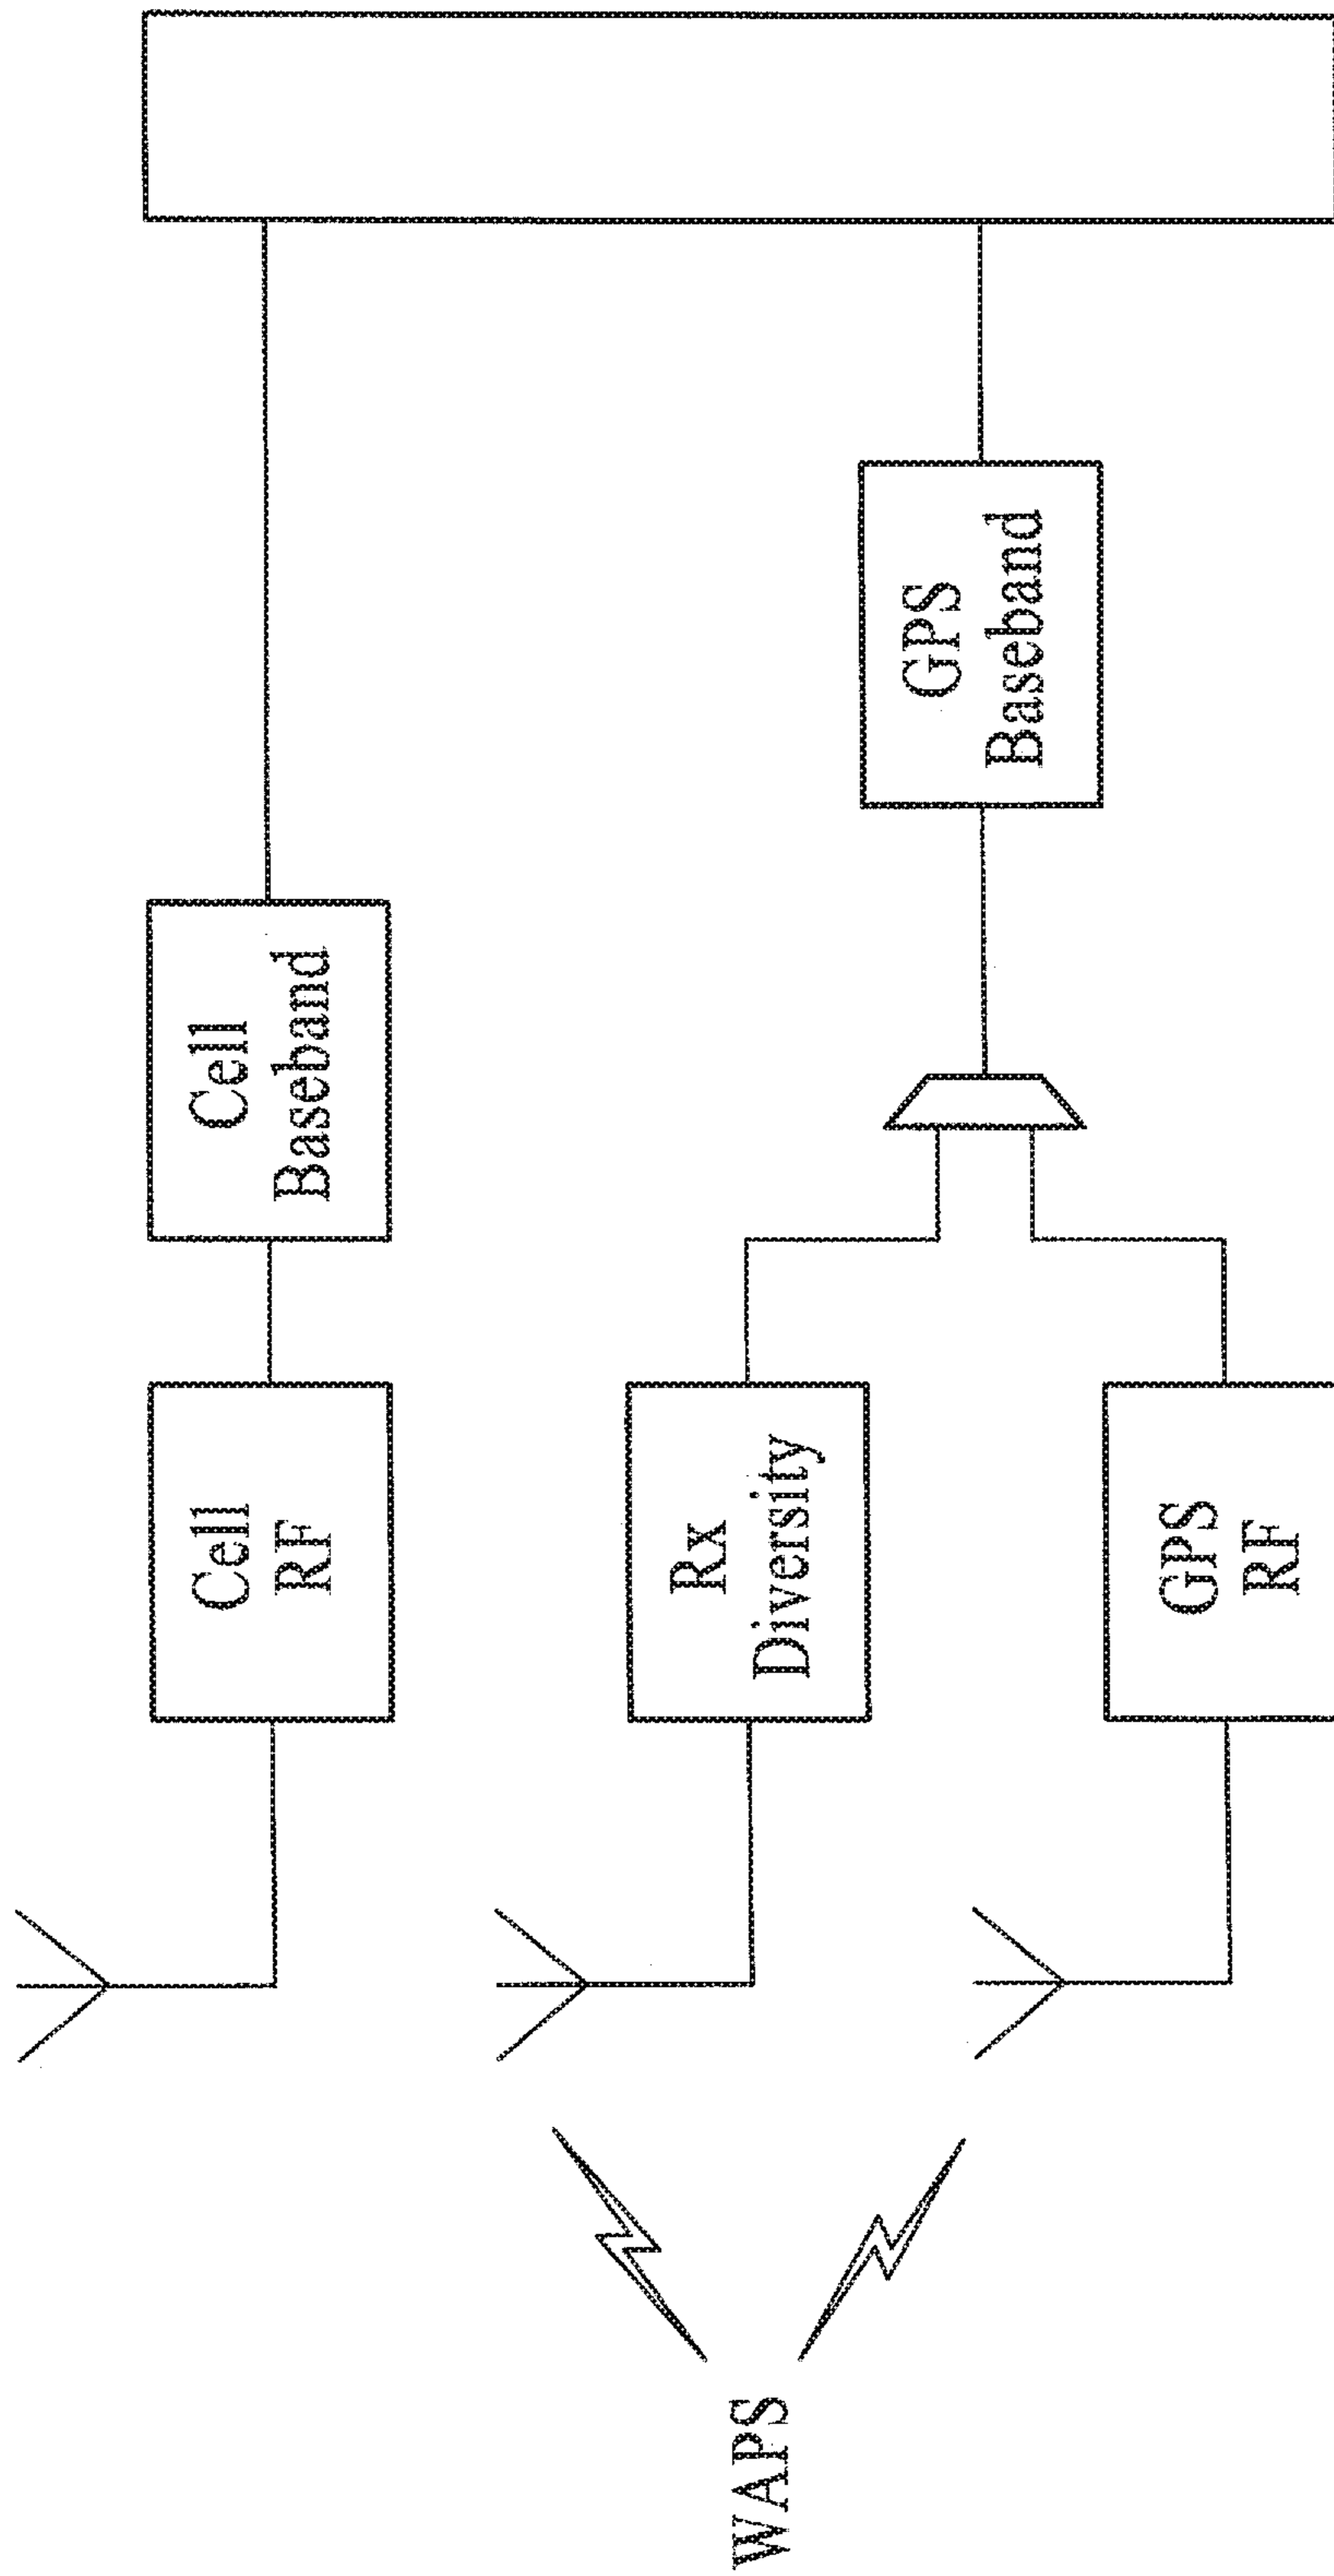 Cell
RF
Cell
Baseband
Rx
Diversity
GPS
Baseband
GPS
RF
WAPS